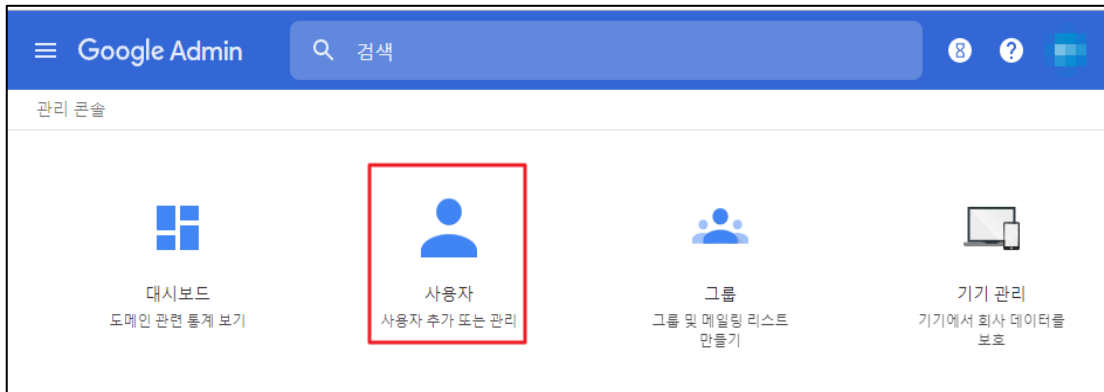 Google Admin
검색
관리 콘솔
대시보드
도메인 관련 통계 보기
사용자
사용자 추가 또는 관리
그룹
그룹 및 메일링 리스트
만들기
기기 관리
기기에서 회사 데이터를
보호